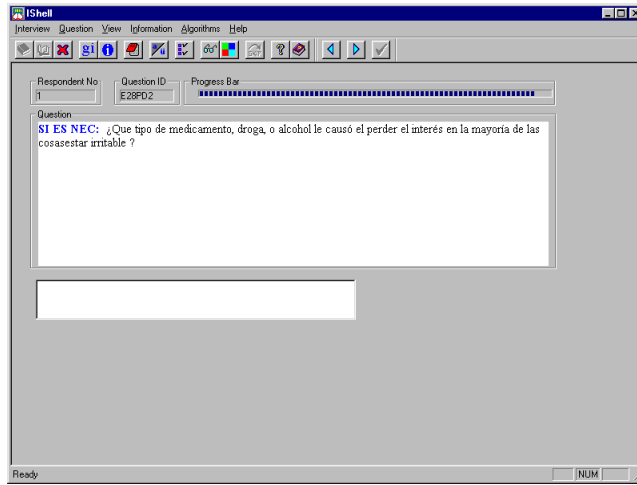 IShell
Interview Question View Information Algorithms Help
gi
Respondent No
Question ID
Progress Bar
1
E28PD2
Question
SI ES NEC: ¿Que tipo de medicamento, droga, o alcohol le causó el perder el interés en la mayoría de las
cosasestar irritable ?
Ready
NUM